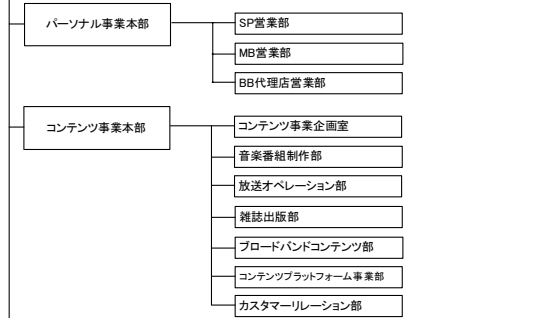 パーソナル事業本部
SP営業部
MB営業部
BB代理店営業部
コンテンツ事業本部
コンテンツ事業企画室
音楽番組制作部
放送オペレーション部
雑誌出版部
ブロードバンドコンテンツ部
コンテンツプラットフォーム事業部
カスタマーリレーション部